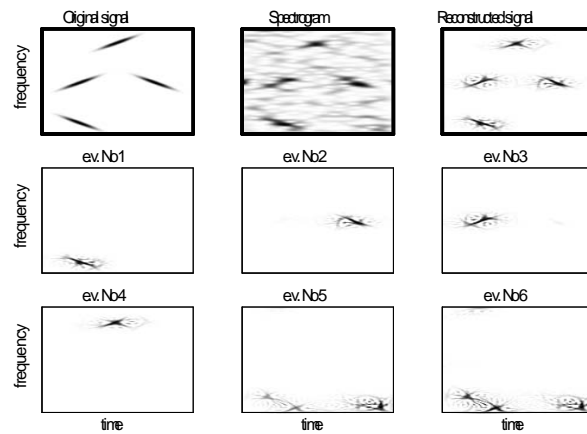 Original signal
Spectrogram
Reconstructed signal
frequency
ev. No1
ev. No2
ev. No3
frequency
ev. No4
ev. No5
ev. No6
frequency
time
time
time